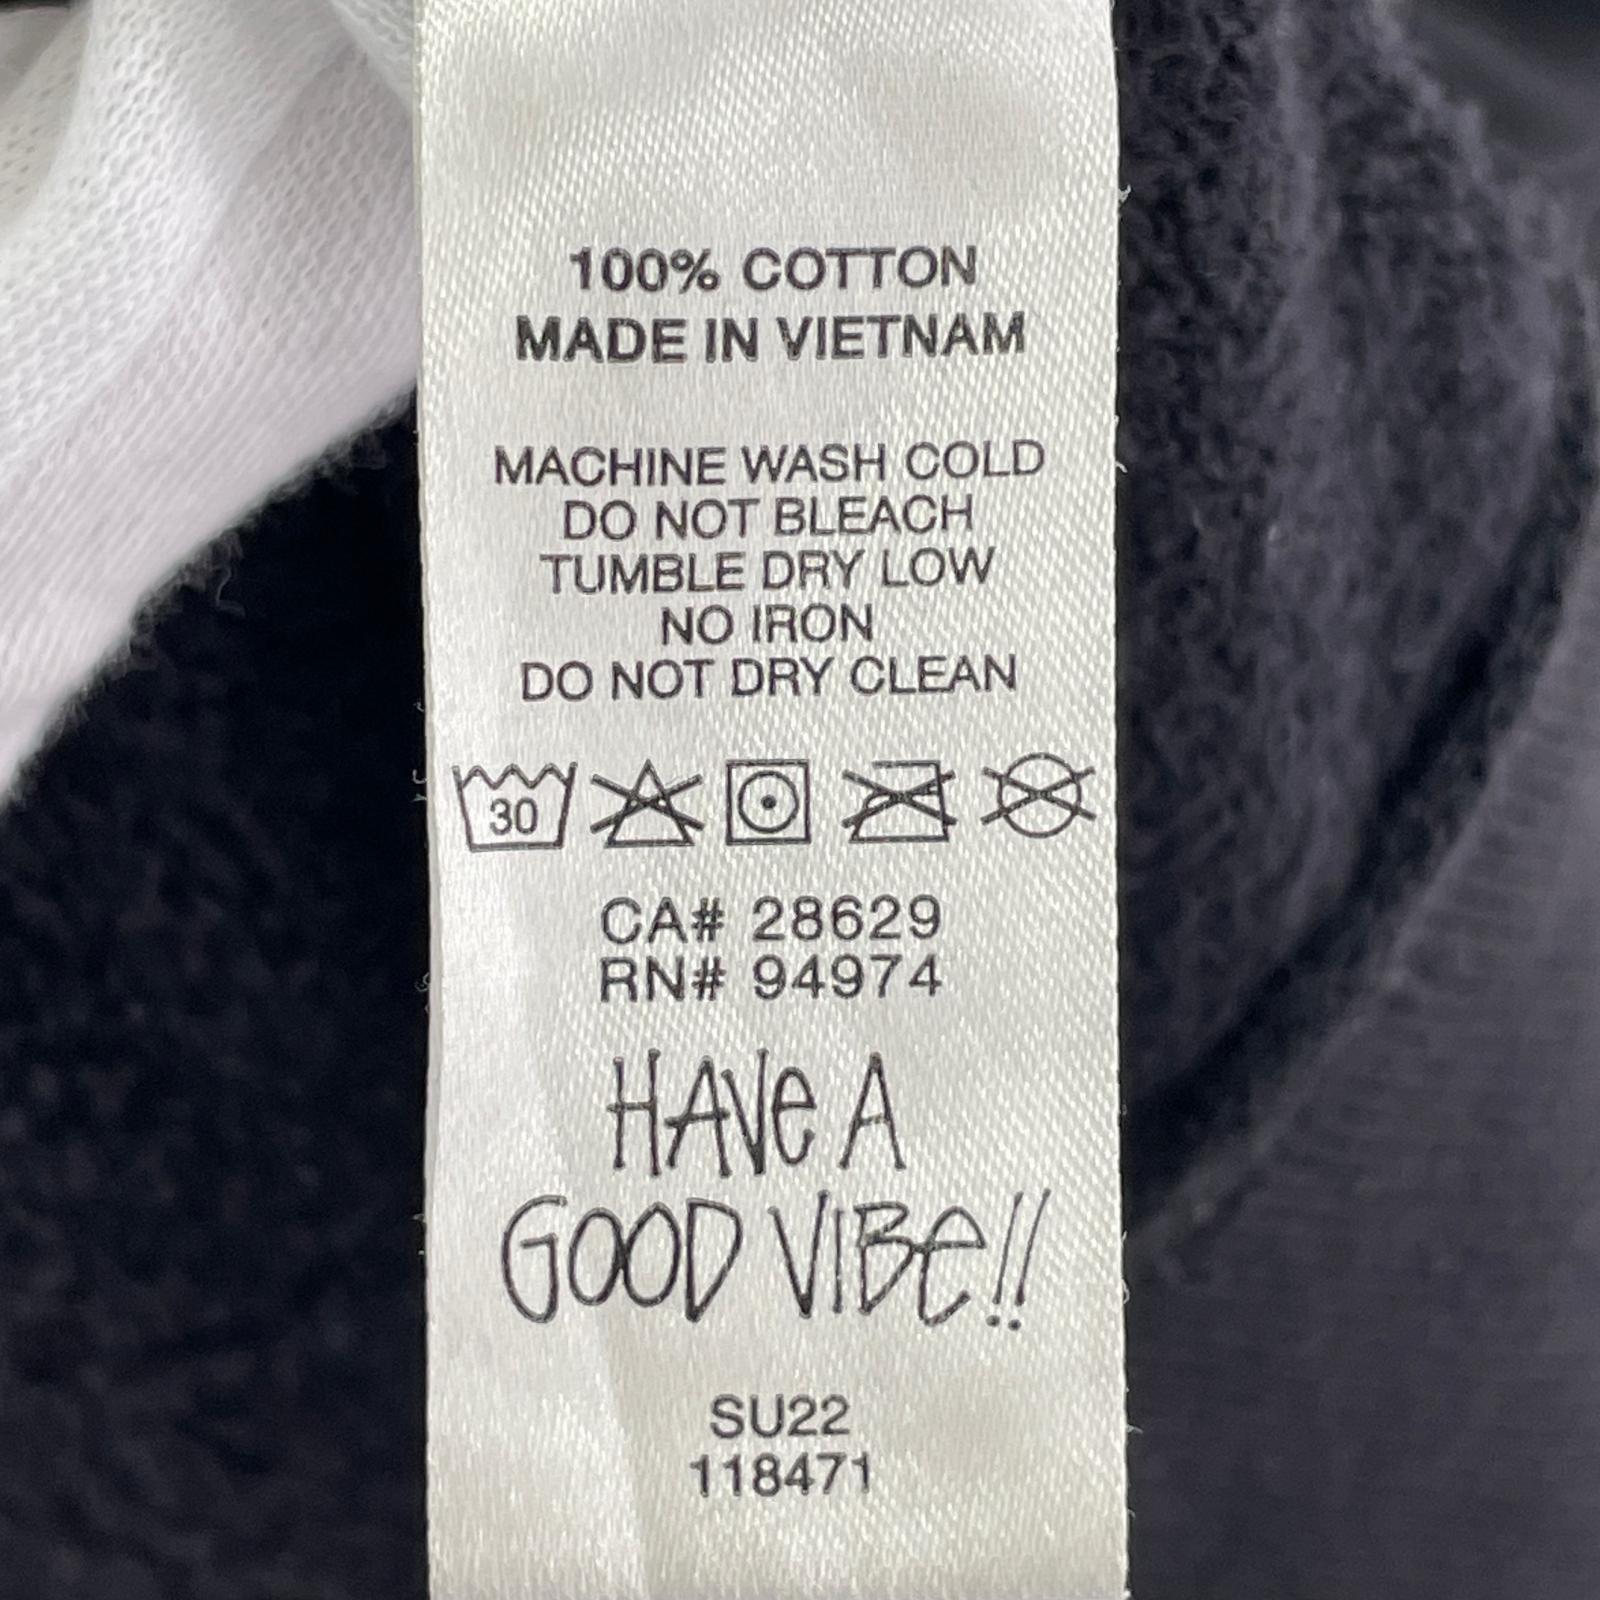 100% COTTON
MADE IN VIETNAM
MACHINE WASH COLD
DO NOT BLEACH
TUMBLE DRY LOW
NO IRON
DO NOT DRY CLEAN
30
CA# 28629
RN# 94974
HAVe A
GOOD VIBe!!
SU22
118471